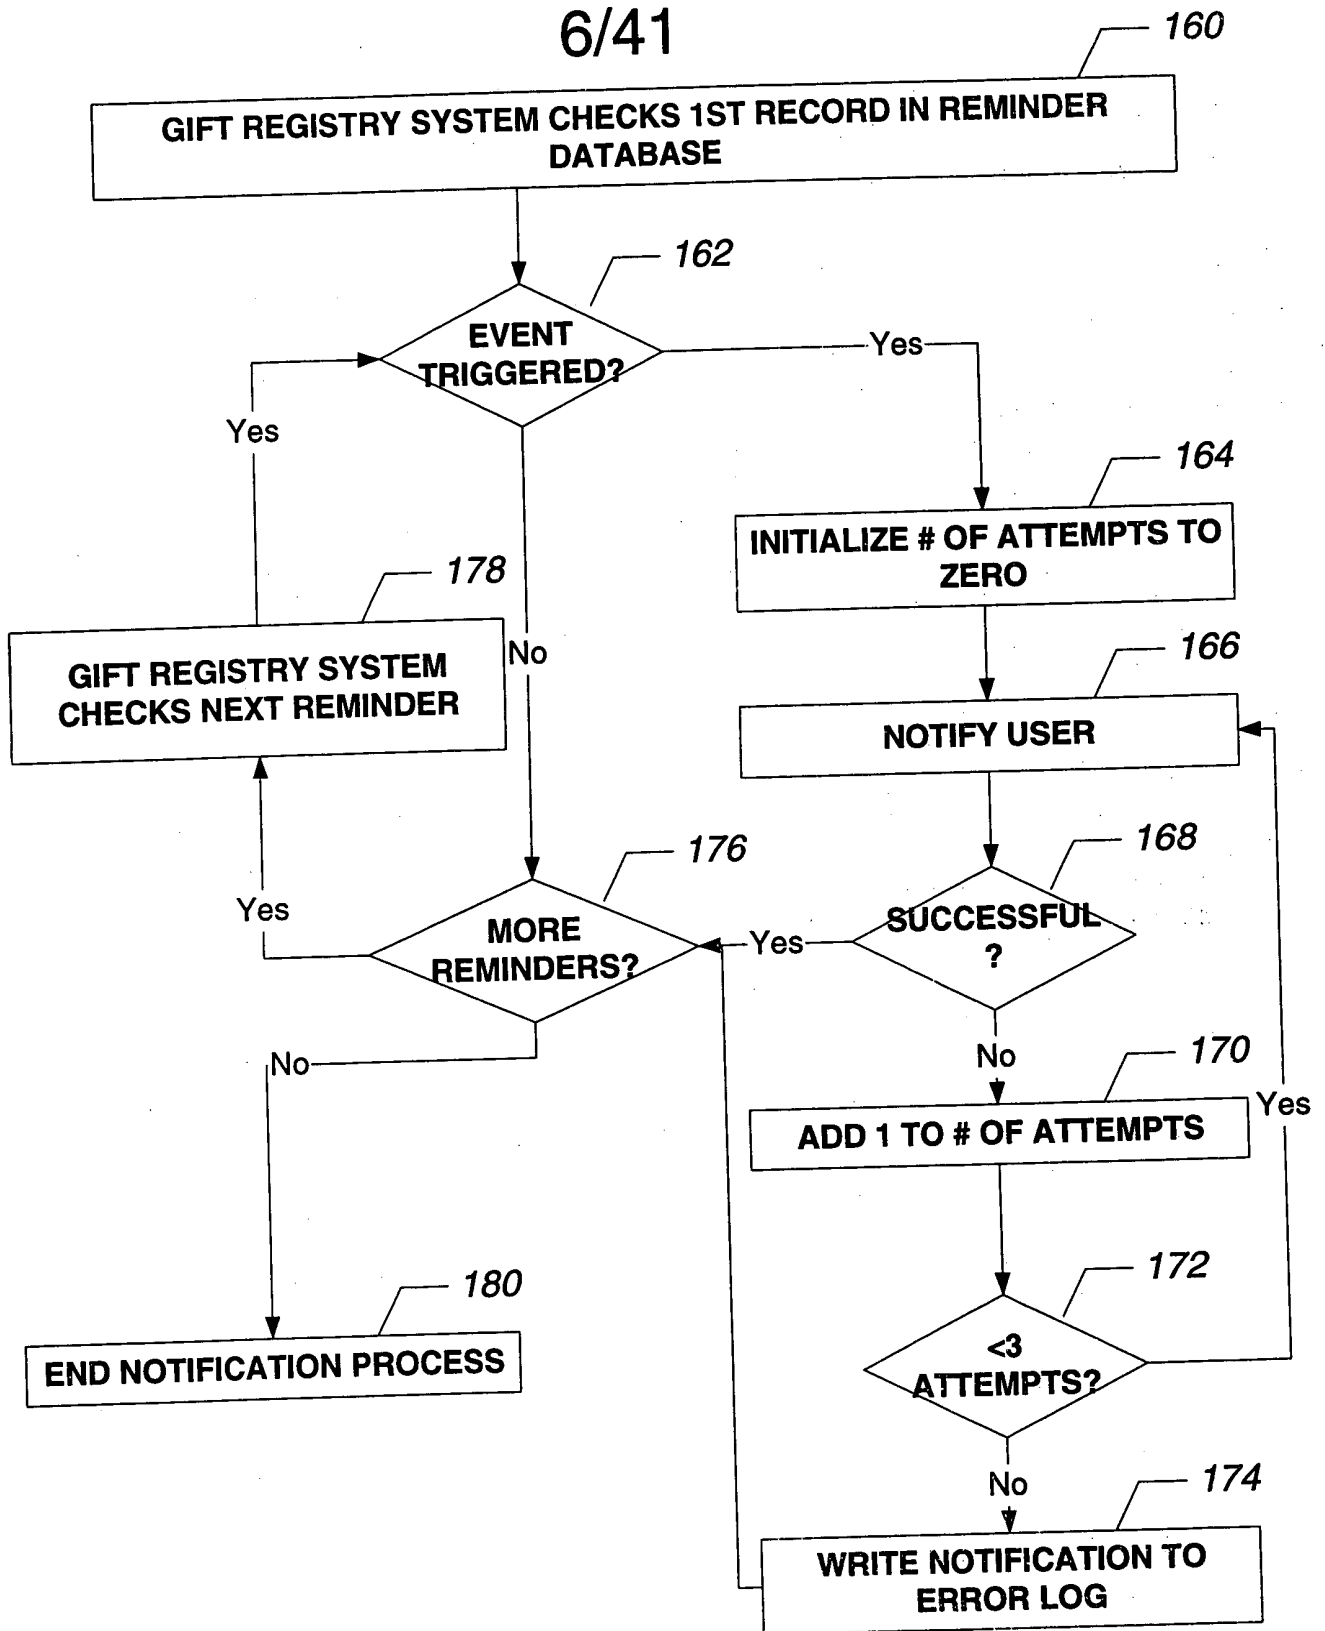 6/41
160
GIFT REGISTRY SYSTEM CHECKS 1ST RECORD IN REMINDER
DATABASE
162
EVENT
TRIGGERED?
Yes
Yes
164
INITIALIZE # OF ATTEMPTS TO
ZERO
178
GIFT REGISTRY SYSTEM
CHECKS NEXT REMINDER
No
166
NOTIFY USER
176
168
Yes
MORE
REMINDERS?
Yes
SUCCESSFUL
?
No
No
170
ADD 1 TO # OF ATTEMPTS
Yes
172
<3
ATTEMPTS?
180
END NOTIFICATION PROCESS
No
174
WRITE NOTIFICATION TO
ERROR LOG